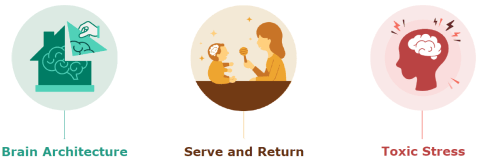 Brain Architecture
Serve and Return
Toxic Stress